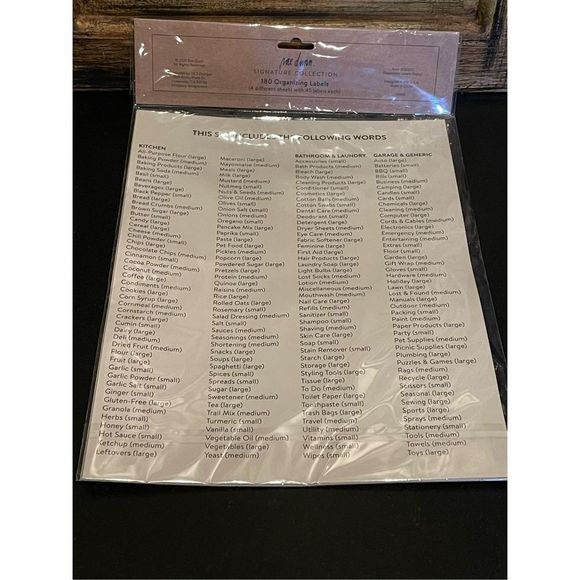 rae dunn
SIGNATURE COLLECTION
180 Organizing Labels
(4 different sheets with 45 labels each)
THIS SET INCLUDES THE FOLLOWING WORDS
KITCHEN
All-Purpose Flour (large)
Baking Powder (medium)
Baking Products (large)
Baking Soda (medium)
Basil (small)
Beans (large)
Beverages (large)
Black Pepper (small)
Bread (large)
Bread Crumbs (medium)
Brown Sugar (large)
Butter (small)
Candy (large)
Cereal (large)
Cheese (medium)
Chili Powder (small)
Chips (large)
Chocolate Chips (medium)
Cinnamon (small)
Cocoa Powder (medium)
Coconut (medium)
Coffee (large)
Condiments (medium)
Cookies (large)
Corn Syrup (large)
Cornmeal (medium)
Cornstarch (medium)
Crackers (large)
Cumin (small)
Dairy (large)
Deli (medium)
Dried Fruit (medium)
Flour (large)
Fruit (large)
Garlic (small)
Garlic Powder (small)
Garlic Salt (small)
Ginger (small)
Gluten-Free (large)
Granola (medium)
Herbs (small)
Honey (small)
Hot Sauce (small)
Ketchup (medium)
Leftovers (large)
Macaroni (large)
Mayonnaise (medium)
Meals (large)
Milk (large)
Mustard (medium)
Nutmeg (small)
Nuts & Seeds (medium)
Olive Oil (medium)
Olives (small)
Onion Salt (small)
Onions (medium)
Oregano (small)
Pancake Mix (large)
Paprika (small)
Pasta (large)
Pet Food (large)
Pickles (medium)
Popcorn (large)
Powdered Sugar (large)
Pretzels (large)
Protein (medium)
Quinoa (large)
Raisins (medium)
Rice (large)
Rolled Oats (large)
Rosemary (small)
Salad Dressing (medium)
Salt (small)
Sauces (medium)
Seasonings (medium)
Shortening (medium)
Snacks (large)
Soups (large)
Spaghetti (large)
Spices (small)
Spreads (small)
Sugar (large)
Sweetener (medium)
Tea (large)
Trail Mix (medium)
Turmeric (small)
Vanilla (small)
Vegetable Oil (medium)
Vegetables (large)
Yeast (medium)
BATHROOM & LAUNDRY
Accessories (small)
Bath Products (medium)
Bleach (large)
Body Wash (medium)
Cleaning Products (large)
Conditioner (small)
Cosmetics (large)
Cotton Balls (medium)
Cotton Swabs (small)
Dental Care (medium)
Deodorant (small)
Detergent (large)
Dryer Sheets (medium)
Eye Care (medium)
Fabric Softener (large)
Feminine (large)
First Aid (large)
Hair Products (large)
Laundry Soap (large)
Light Bulbs (large)
Lost Socks (medium)
Lotion (medium)
Miscellaneous (medium)
Mouthwash (medium)
Nail Care (large)
Refills (medium)
Sanitizer (small)
Shampoo (small)
Shaving (medium)
Skin Care (large)
Soap (small)
Stain Remover (small)
Starch (large)
Storage (large)
Styling Tools (large)
Tissue (large)
To Do (medium)
Toilet Paper (large)
Toothpaste (small)
Trash Bags (large)
Travel (medium)
Utility (medium)
Vitamins (small)
Wellness (small)
Wipes (small)
GARAGE & GENERIC
Auto (large)
Batteries (small)
BBQ (small)
Bills (small)
Business (medium)
Camping (large)
Candles (small)
Cards (small)
Chemicals (large)
Cleaning (medium)
Computer (large)
Cords & Cables (medium)
Electronics (large)
Emergency (medium)
Entertaining (medium)
Extras (small)
Floor (small)
Garden (large)
Gift Wrap (medium)
Gloves (small)
Hardware (medium)
Holiday (large)
Lawn (large)
Lost & Found (medium)
Manuals (large)
Outdoor (medium)
Packing (small)
Paint (medium)
Paper Products (large)
Party (small)
Pet Supplies (medium)
Picnic Supplies (large)
Plumbing (large)
Puzzles & Games (large)
Rags (medium)
Recycle (large)
Scissors (small)
Seasonal (large)
Sewing (large)
Sports (large)
Sprays (medium)
Stationery (small)
Tools (medium)
Towels (medium)
Toys (large)